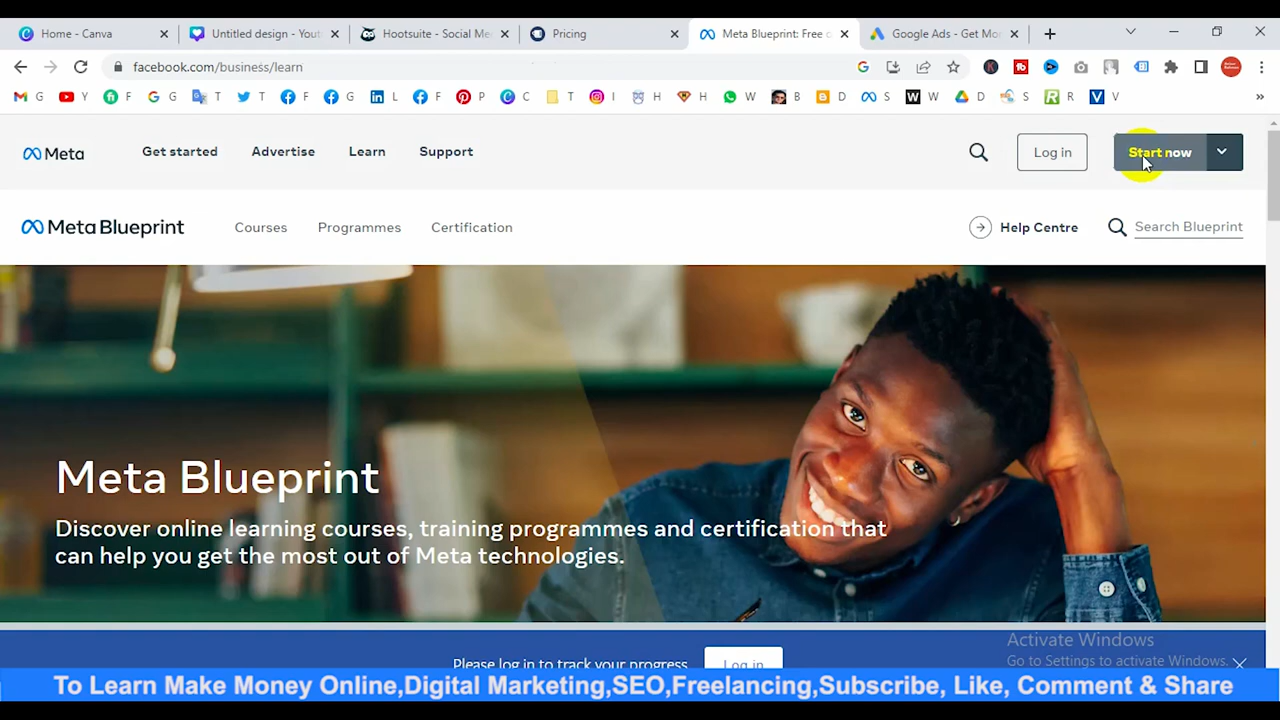 Home - Canva
Untitled design - Yout
Hootsuite - Social Me
Pricing
Meta Blueprint: Free c
Google Ads - Get Mo
facebook.com/business/learn
G
Y
F
G
T
T
F
G
L
F
P
C
T
I
H
H
W
B
D
S
W
D
S
R
V
»
Meta
Get started
Advertise
Learn
Support
Log in
Start now
Meta Blueprint
Courses
Programmes
Certification
Help Centre
Search Blueprint
Meta Blueprint
Discover online learning courses, training programmes and certification that
can help you get the most out of Meta technologies.
Please log in to track your progress
Log in
Activate Windows
Go to Settings to activate Windows.
To Learn Make Money Online,Digital Marketing,SEO,Freelancing,Subscribe, Like, Comment & Share